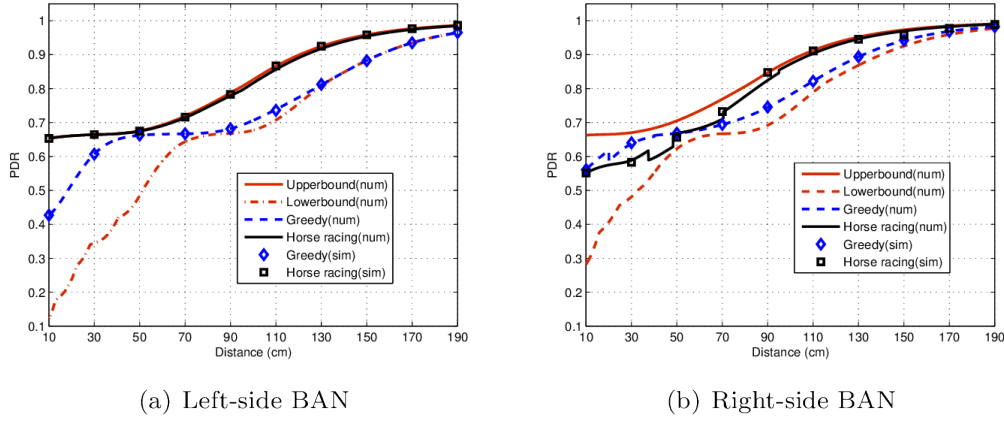 1
0.9
0.8
0.7
0.6
0.5
0.4
0.3
0.2
0.1
PDR
10 30 50 70 90 110 130 150 170 190
Distance (cm)
Upperbound(num)
Lowerbound(num)
Greedy(num)
Horse racing(num)
Greedy(sim)
Horse racing(sim)
(a) Left-side BAN
1
0.9
0.8
0.7
0.6
0.5
0.4
0.3
0.2
0.1
PDR
10 30 50 70 90 110 130 150 170 190
Distance (cm)
Upperbound(num)
Lowerbound(num)
Greedy(num)
Horse racing(num)
Greedy(sim)
Horse racing(sim)
(b) Right-side BAN